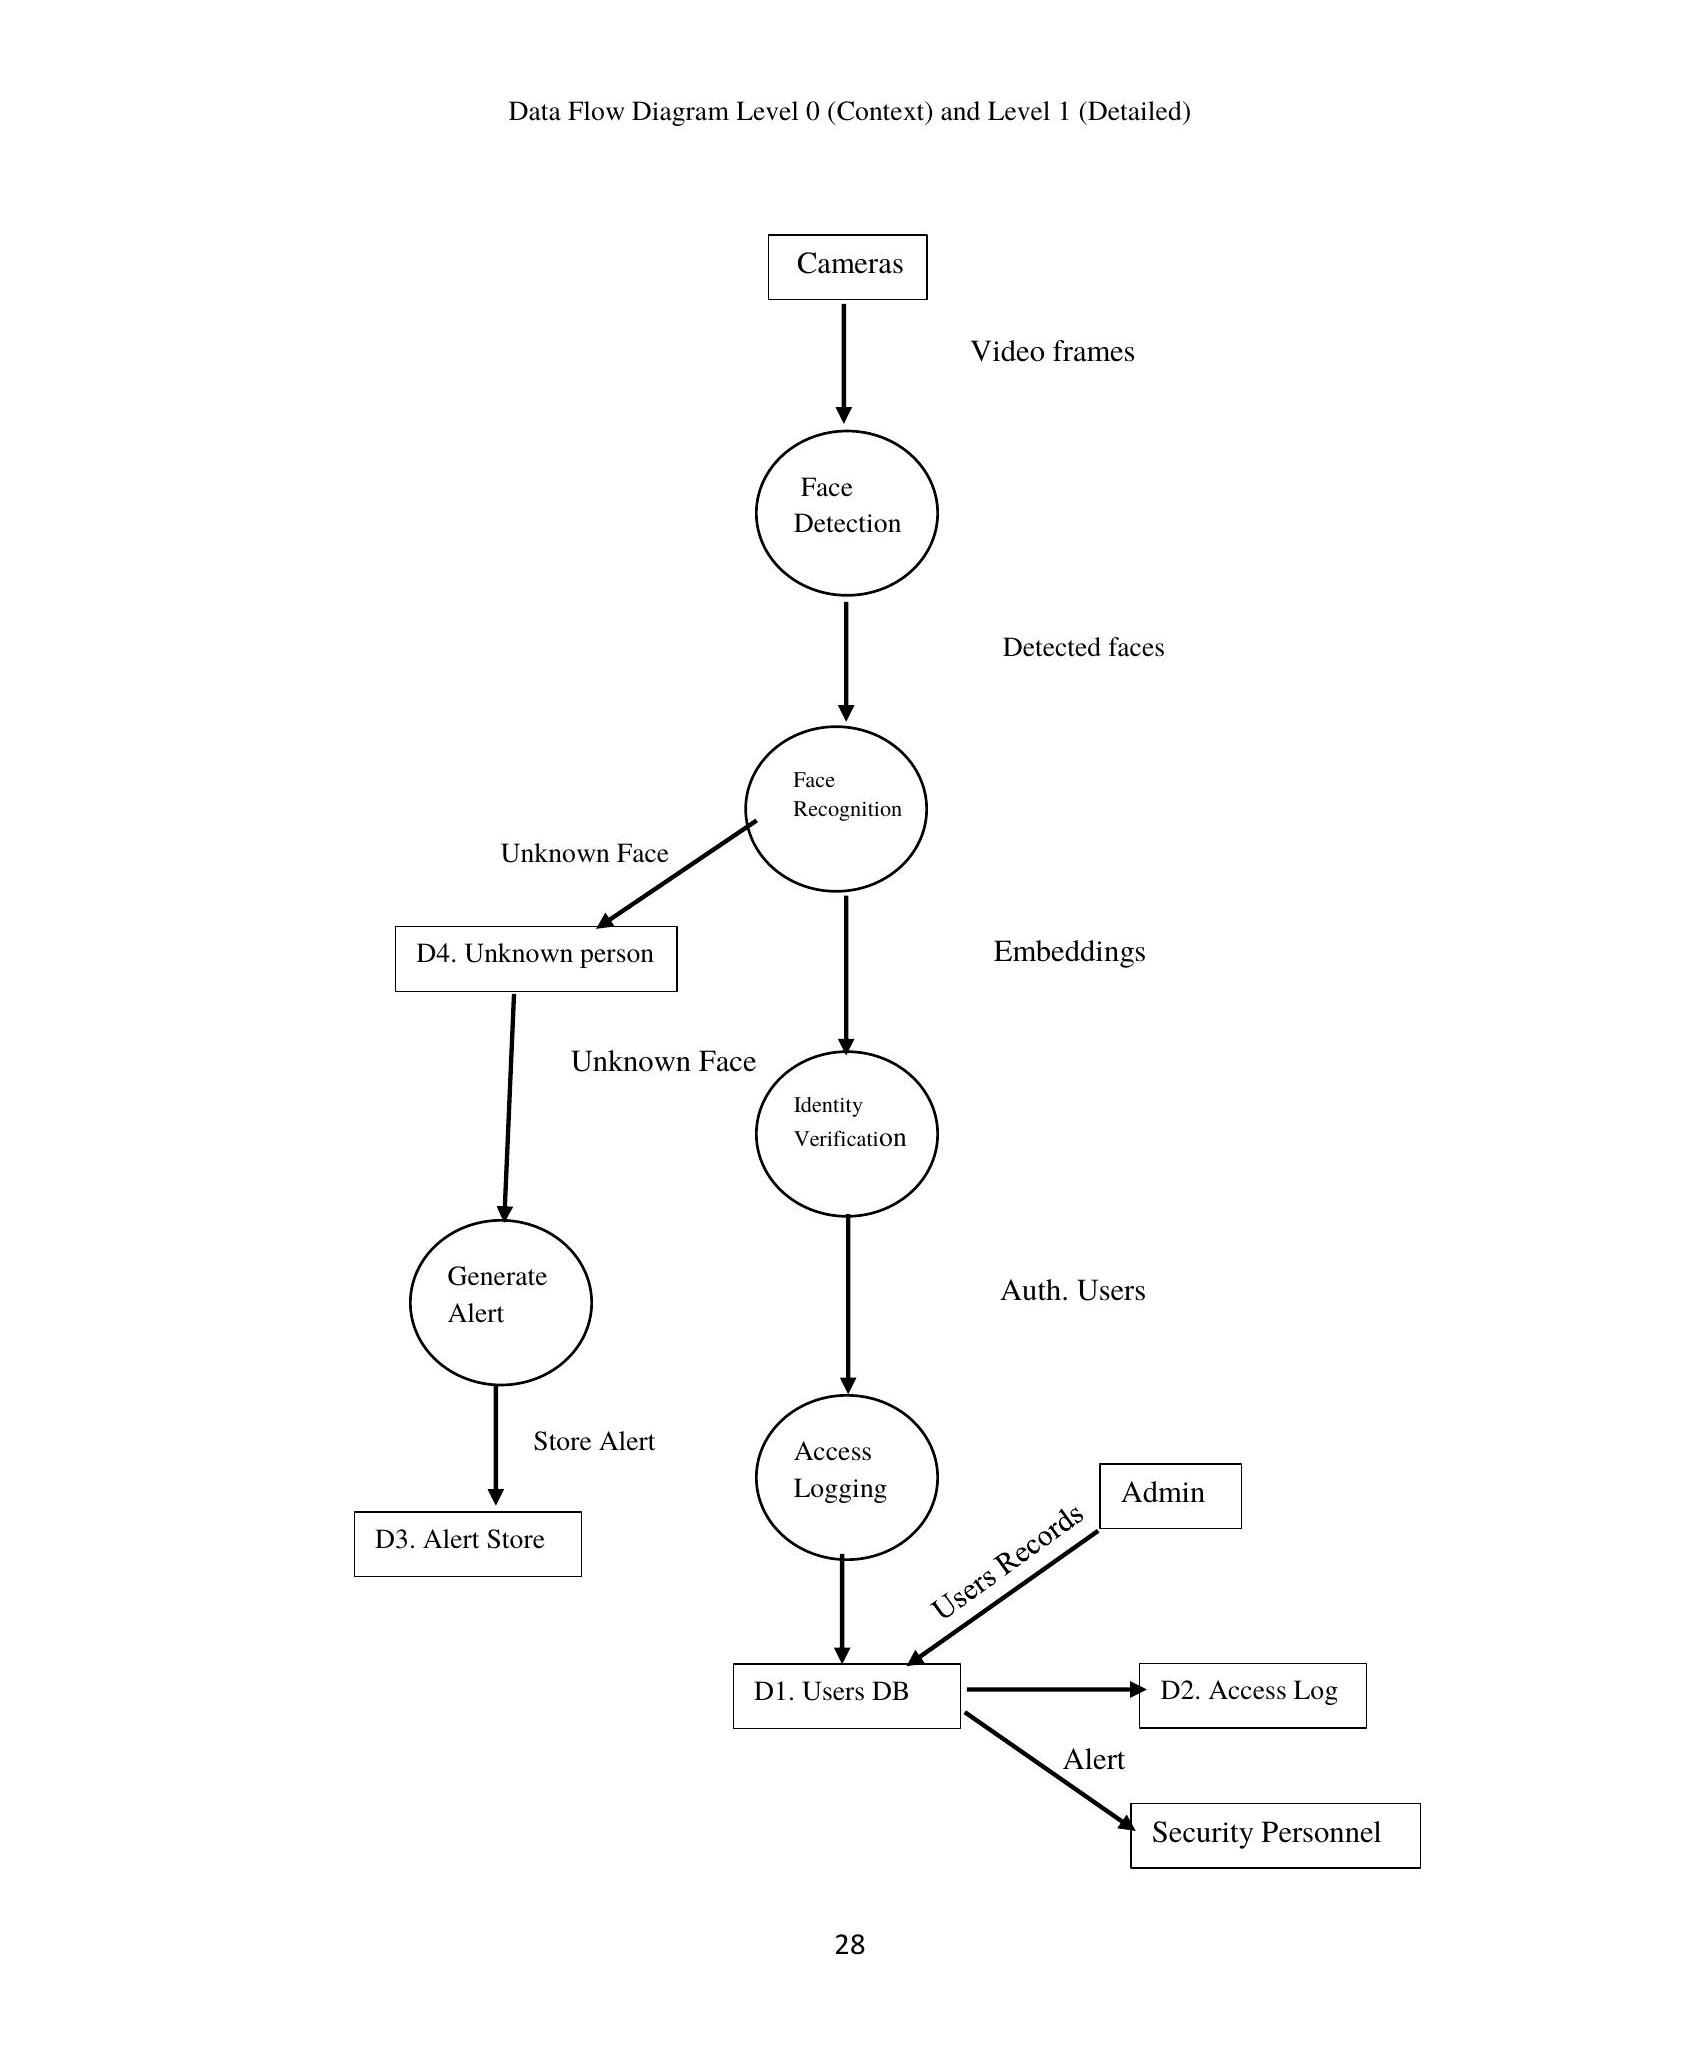 Data Flow Diagram Level 0 (Context) and Level 1 (Detailed)
Cameras
Video frames
Face
Detection
Detected faces
Face
Recognition
Unknown Face
D4. Unknown person
Embeddings
Unknown Face
Identity
Verification
Generate
Alert
Auth. Users
Store Alert
Access
Logging
Admin
Users Records
D3. Alert Store
D1. Users DB
D2. Access Log
Alert
Security Personnel
28